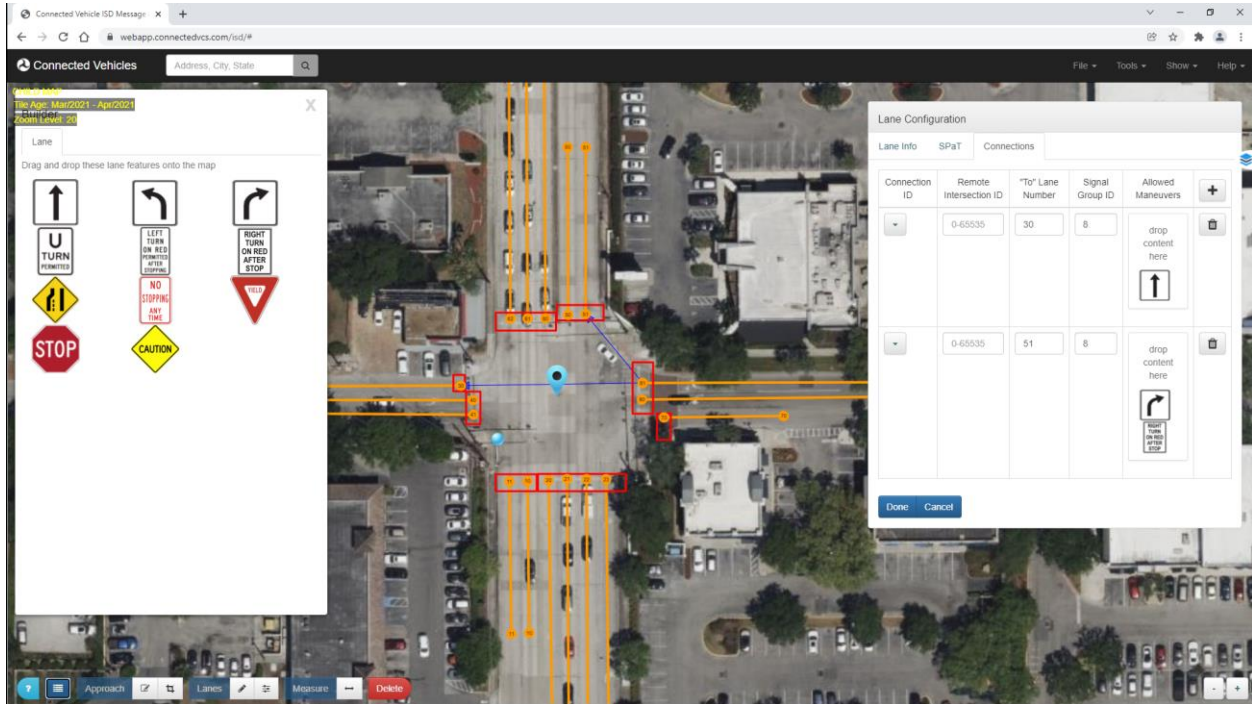 Connected Vehicle ISD Message
webapp.connectedvcs.com/isd/#
Connected Vehicles
Address, City, State
File
Tools
Show
Help
Tile Age: Mar/2021 - Apr/2021
Builder
Zoom Level: 20
X
Lane
Drag and drop these lane features onto the map
U
TURN
PERMITTED
LEFT
TURN
ON RED
PERMITTED
AFTER
STOPPING
RIGHT
TURN
ON RED
AFTER
STOP
NO
STOPPING
ANY
TIME
YIELD
STOP
CAUTION
Lane Configuration
Lane Info
SPaT
Connections
Connection
ID
Remote
Intersection ID
"To" Lane
Number
Signal
Group ID
Allowed
Maneuvers
+
0-65535
30
8
drop
content
here
0-65535
51
8
drop
content
here
RIGHT
TURN
ON RED
AFTER
STOP
Done
Cancel
11
10
11
10
?
Approach
Lanes
Measure
Delete
-
+